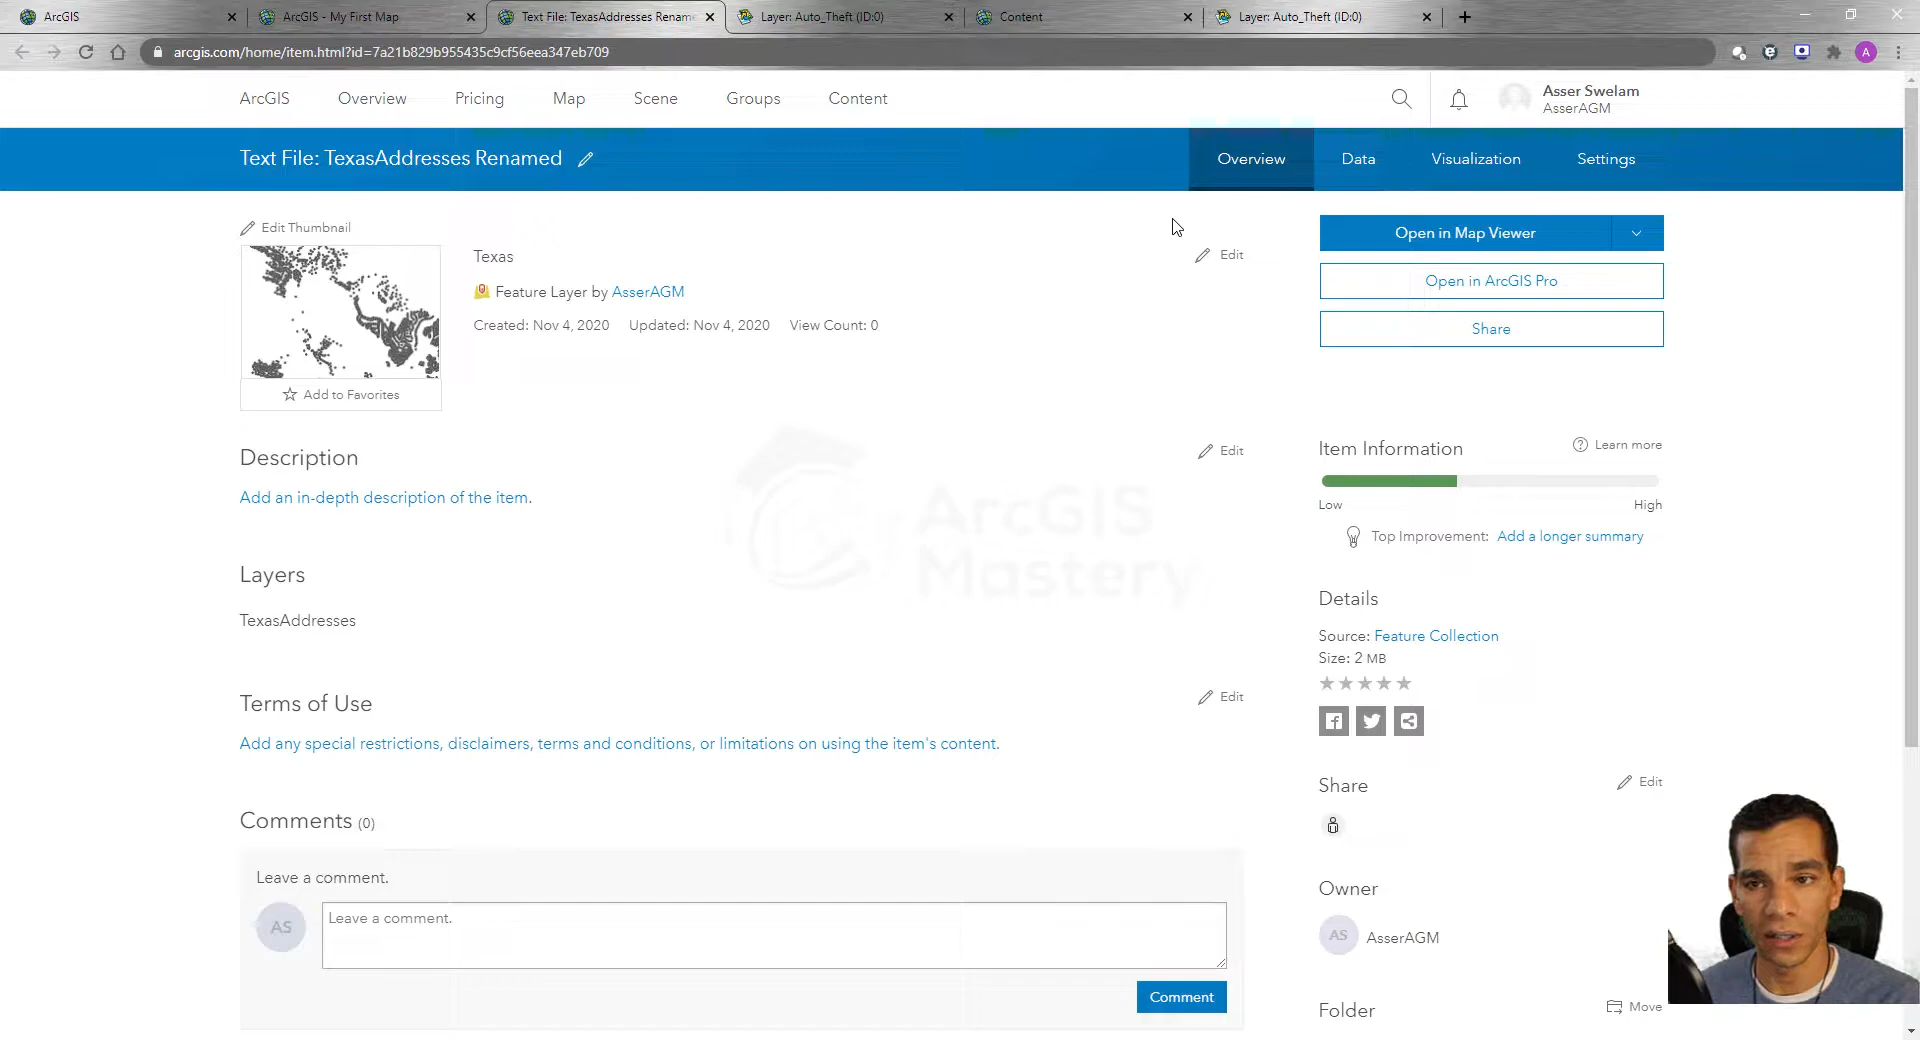 ArcGIS
ArcGIS - My First Map
Text File: TexasAddresses Renam
Layer: Auto_Theft (ID:0)
Content
Layer: Auto_Theft (ID:0)
arcgis.com/home/item.html?id=7a21b829b955435c9cf56eea347eb709
A
ArcGIS
Overview
Pricing
Map
Scene
Groups
Content
Asser Swelam
AsserAGM
Text File: TexasAddresses Renamed
Overview
Data
Visualization
Settings
Edit Thumbnail
Add to Favorites
Texas
Edit
Feature Layer by AsserAGM
Created: Nov 4, 2020 Updated: Nov 4, 2020 View Count: 0
Open in Map Viewer
Open in ArcGIS Pro
Share
Description
Edit
Add an in-depth description of the item.
ArcGIS
Mastery
Layers
TexasAddresses
Terms of Use
Edit
Add any special restrictions, disclaimers, terms and conditions, or limitations on using the item's content.
Comments (0)
Leave a comment.
AS
Leave a comment.
Comment
Item Information
Learn more
Low
High
Top Improvement: Add a longer summary
Details
Source: Feature Collection
Size: 2 MB
Share
Edit
Owner
AS
AsserAGM
Folder
Move